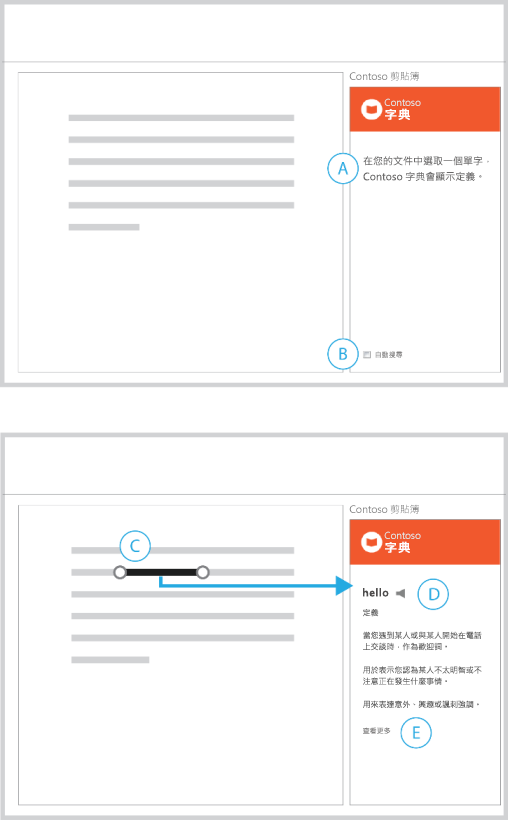 Contoso 剪貼簿
Contoso
字典
A
在您的文件中選取一個單字，
Contoso 字典會顯示定義。
B
自動搜尋
Contoso 剪貼簿
Contoso
字典
C
hello
D
定義
當您遇到某人或與某人開始在電話
上交談時，作為歡迎詞。
用於表示您認為某人不太明智或不
注意正在發生什麼事情。
用來表達意外、興趣或諷刺強調。
查看更多
E